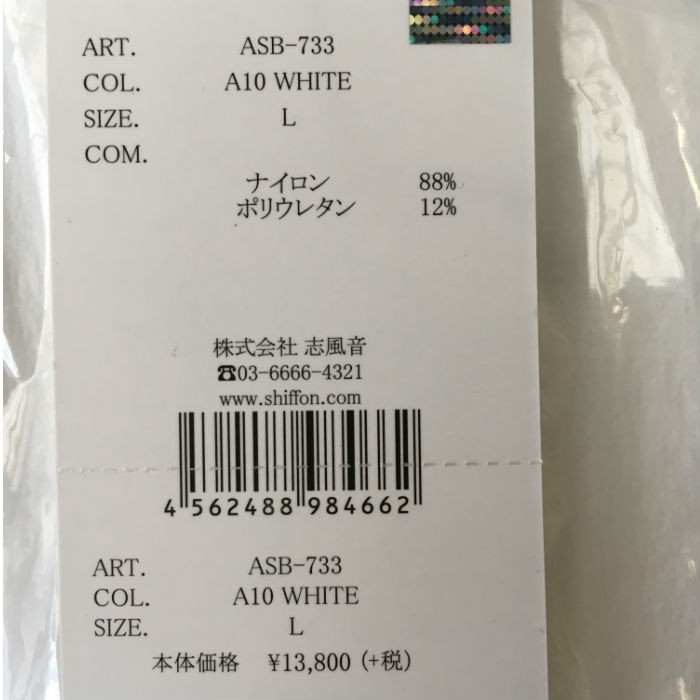 ART. ASB-733
COL. A10 WHITE
SIZE. L
COM.
ナイロン 88%
ポリウレタン 12%
株式会社 志風音
☎03-6666-4321
www.shiffon.com
4 562488 984662
ART. ASB-733
COL. A10 WHITE
SIZE. L
本体価格 ¥13,800 (+税)